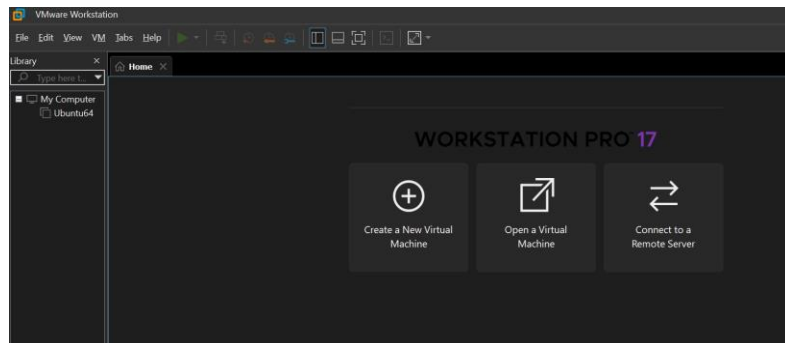 VMware Workstation
File Edit View VM Tabs Help
Library ×
Home ×
Type here t...
My Computer
Ubuntu64
WORKSTATION PRO 17
Create a New Virtual
Machine
Open a Virtual
Machine
Connect to a
Remote Server